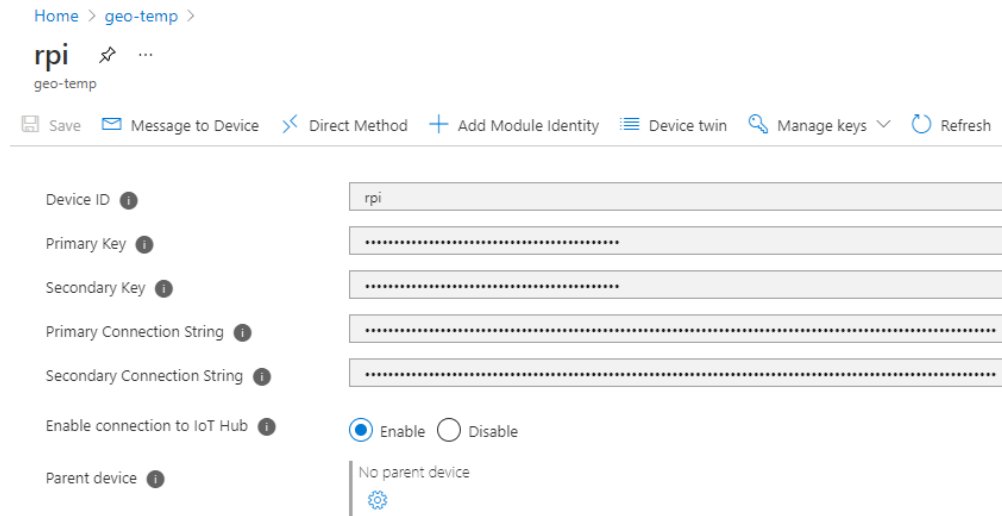 Home > geo-temp >
rpi ...
geo-temp
Save Message to Device Direct Method Add Module Identity Device twin Manage keys Refresh
Device ID rpi
Primary Key ••••••••••••••••••••••••••••••••••••••••••••
Secondary Key ••••••••••••••••••••••••••••••••••••••••••••
Primary Connection String ••••••••••••••••••••••••••••••••••••••••••••••••••••••••••••••••••••••••••••••••••••••••••••••••••••••••••••
Secondary Connection String ••••••••••••••••••••••••••••••••••••••••••••••••••••••••••••••••••••••••••••••••••••••••••••••••••••••••••••
Enable connection to IoT Hub Enable Disable
Parent device No parent device